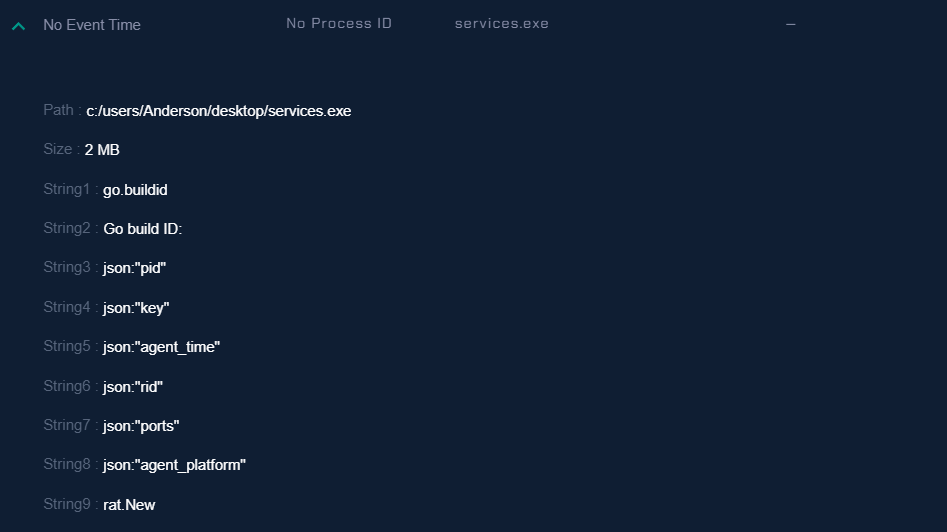 No Event Time No Process ID services.exe –
Path : c:/users/Anderson/desktop/services.exe
Size : 2 MB
String1 : go.buildid
String2 : Go build ID:
String3 : json:"pid"
String4 : json:"key"
String5 : json:"agent_time"
String6 : json:"rid"
String7 : json:"ports"
String8 : json:"agent_platform"
String9 : rat.New